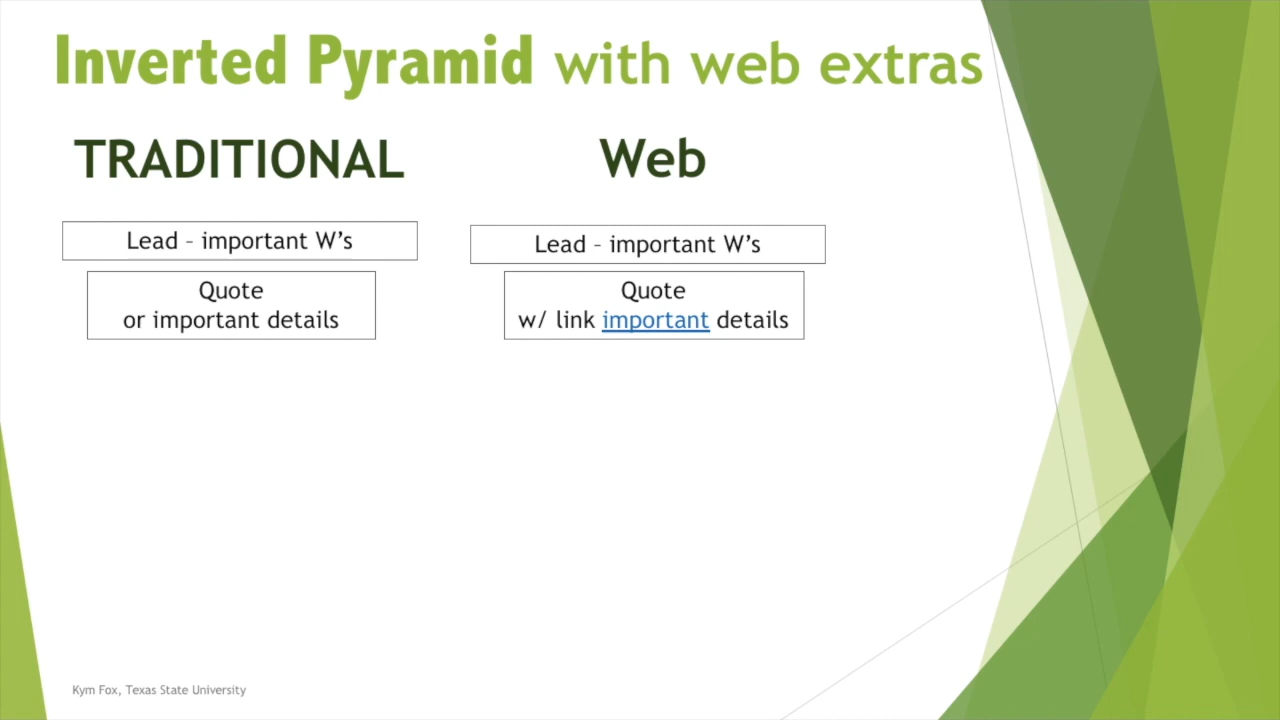 Inverted Pyramid with web extras
TRADITIONAL
Lead – important W’s
Quote
or important details
Web
Lead – important W’s
Quote
w/ link important details
Kym Fox, Texas State University